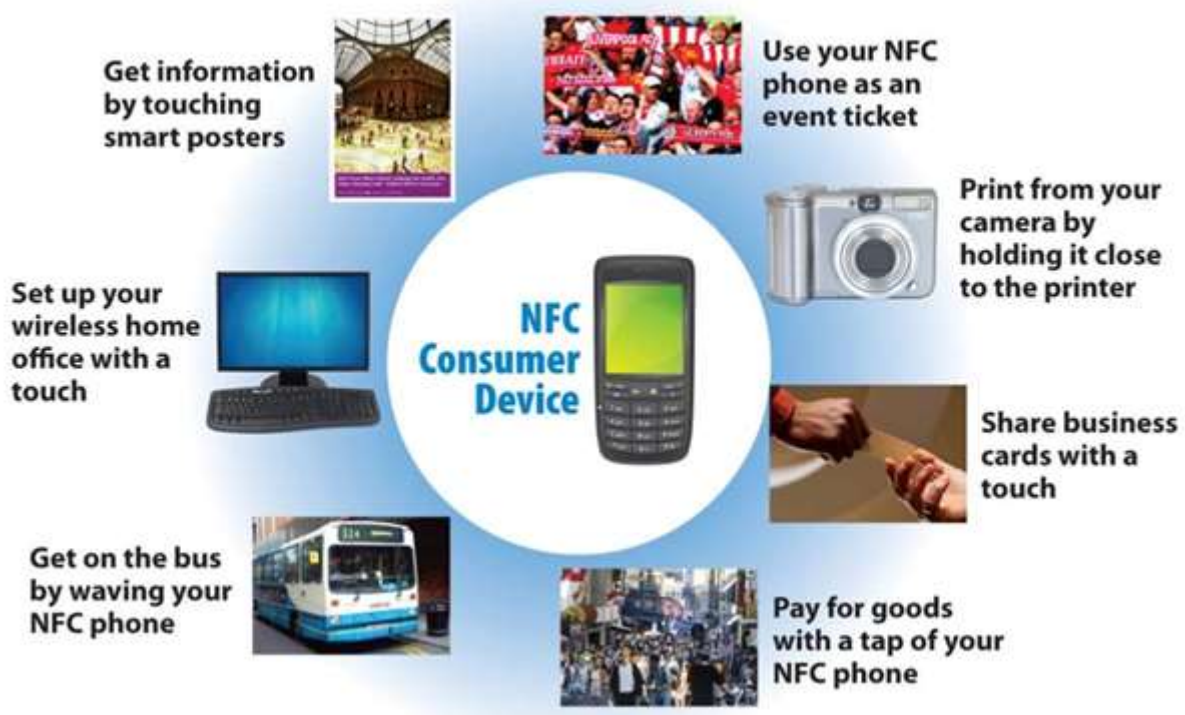 Get information
by touching
smart posters
Use your NFC
phone as an
event ticket
LIVERPOOL FC
Print from your
camera by
holding it close
to the printer
Set up your
wireless home
office with a
touch
NFC
Consumer
Device
Share business
cards with a
touch
Get on the bus
by waving your
NFC phone
Pay for goods
with a tap of your
NFC phone